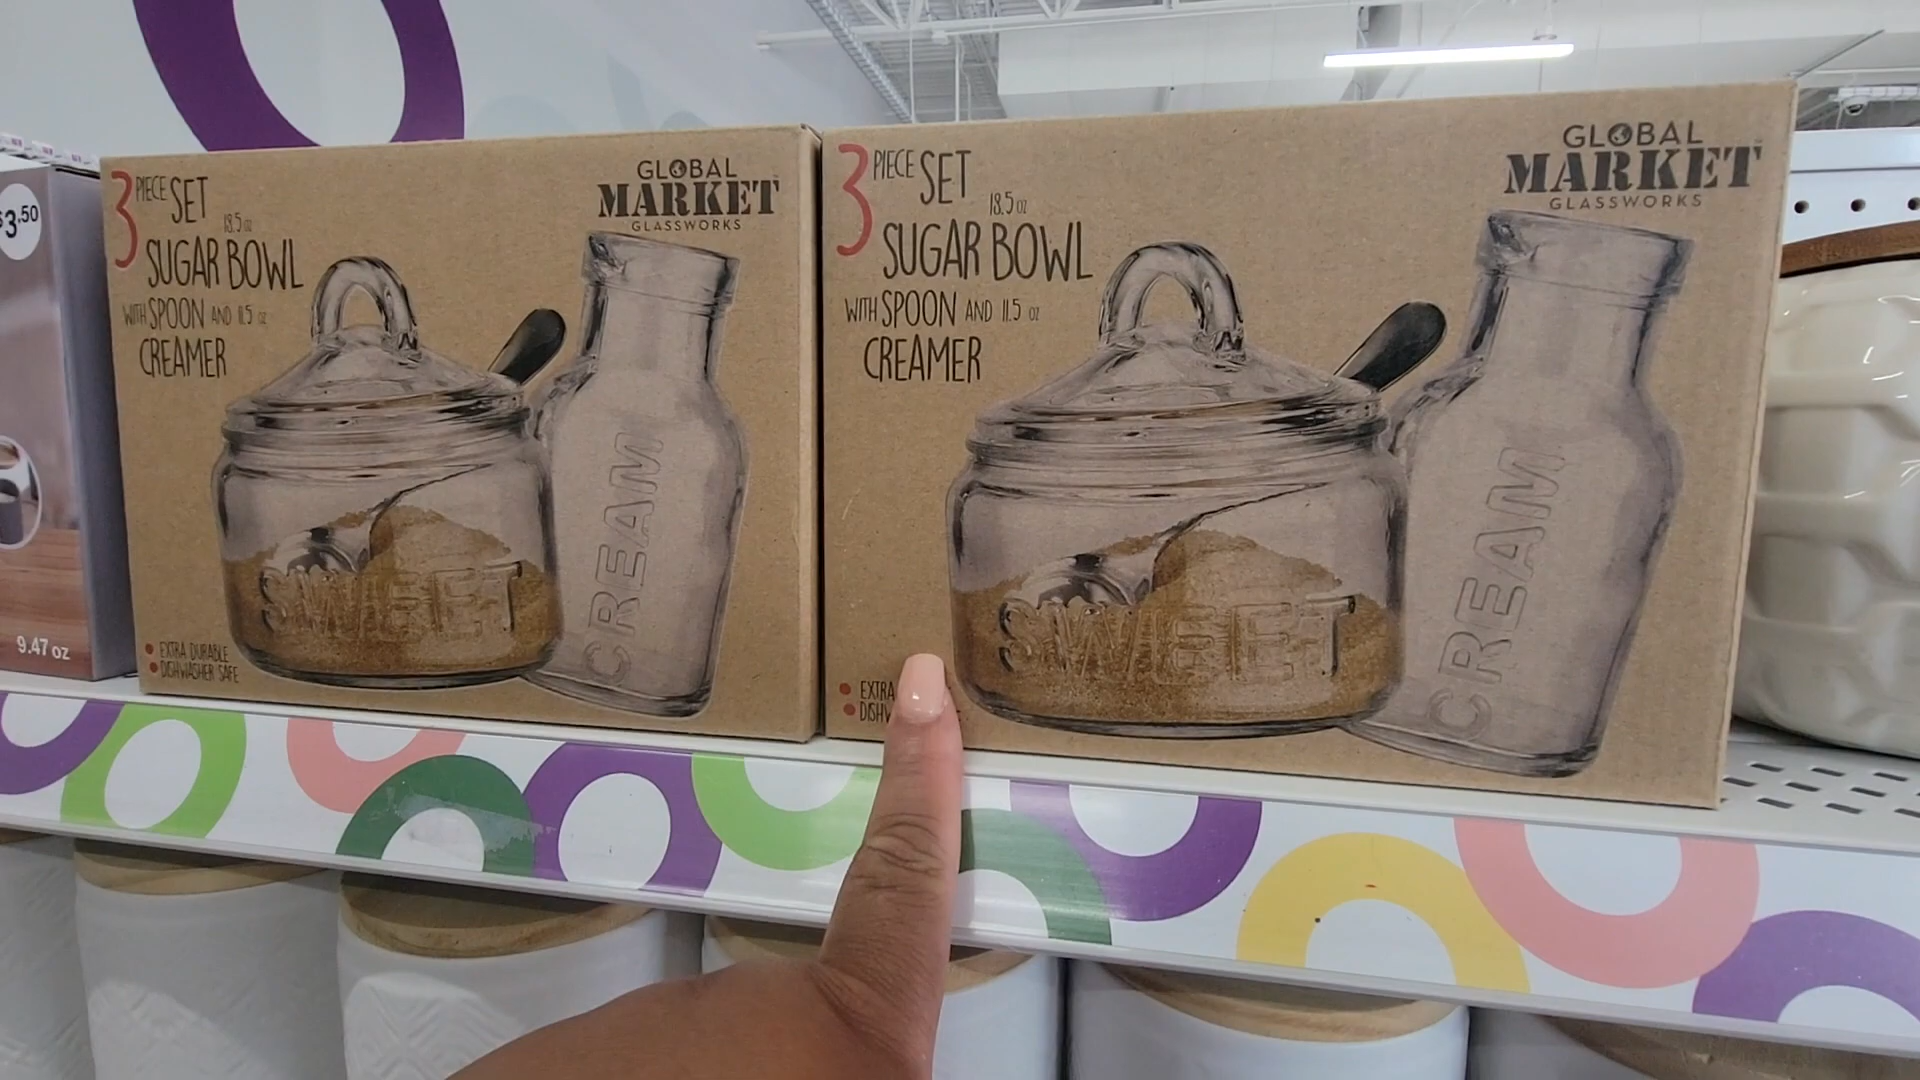 $3.50
9.47 oz
3 PIECE SET
18.5 oz
SUGAR BOWL
WITH SPOON AND 11.5 oz
CREAMER
GLOBAL
MARKET
GLASSWORKS
CREAM
SWEET
EXTRA DURABLE
DISHWASHER SAFE
3 PIECE SET
18.5 oz
SUGAR BOWL
WITH SPOON AND 11.5 oz
CREAMER
GLOBAL
MARKET
GLASSWORKS
CREAM
SWEET
EXTRA
DISHW